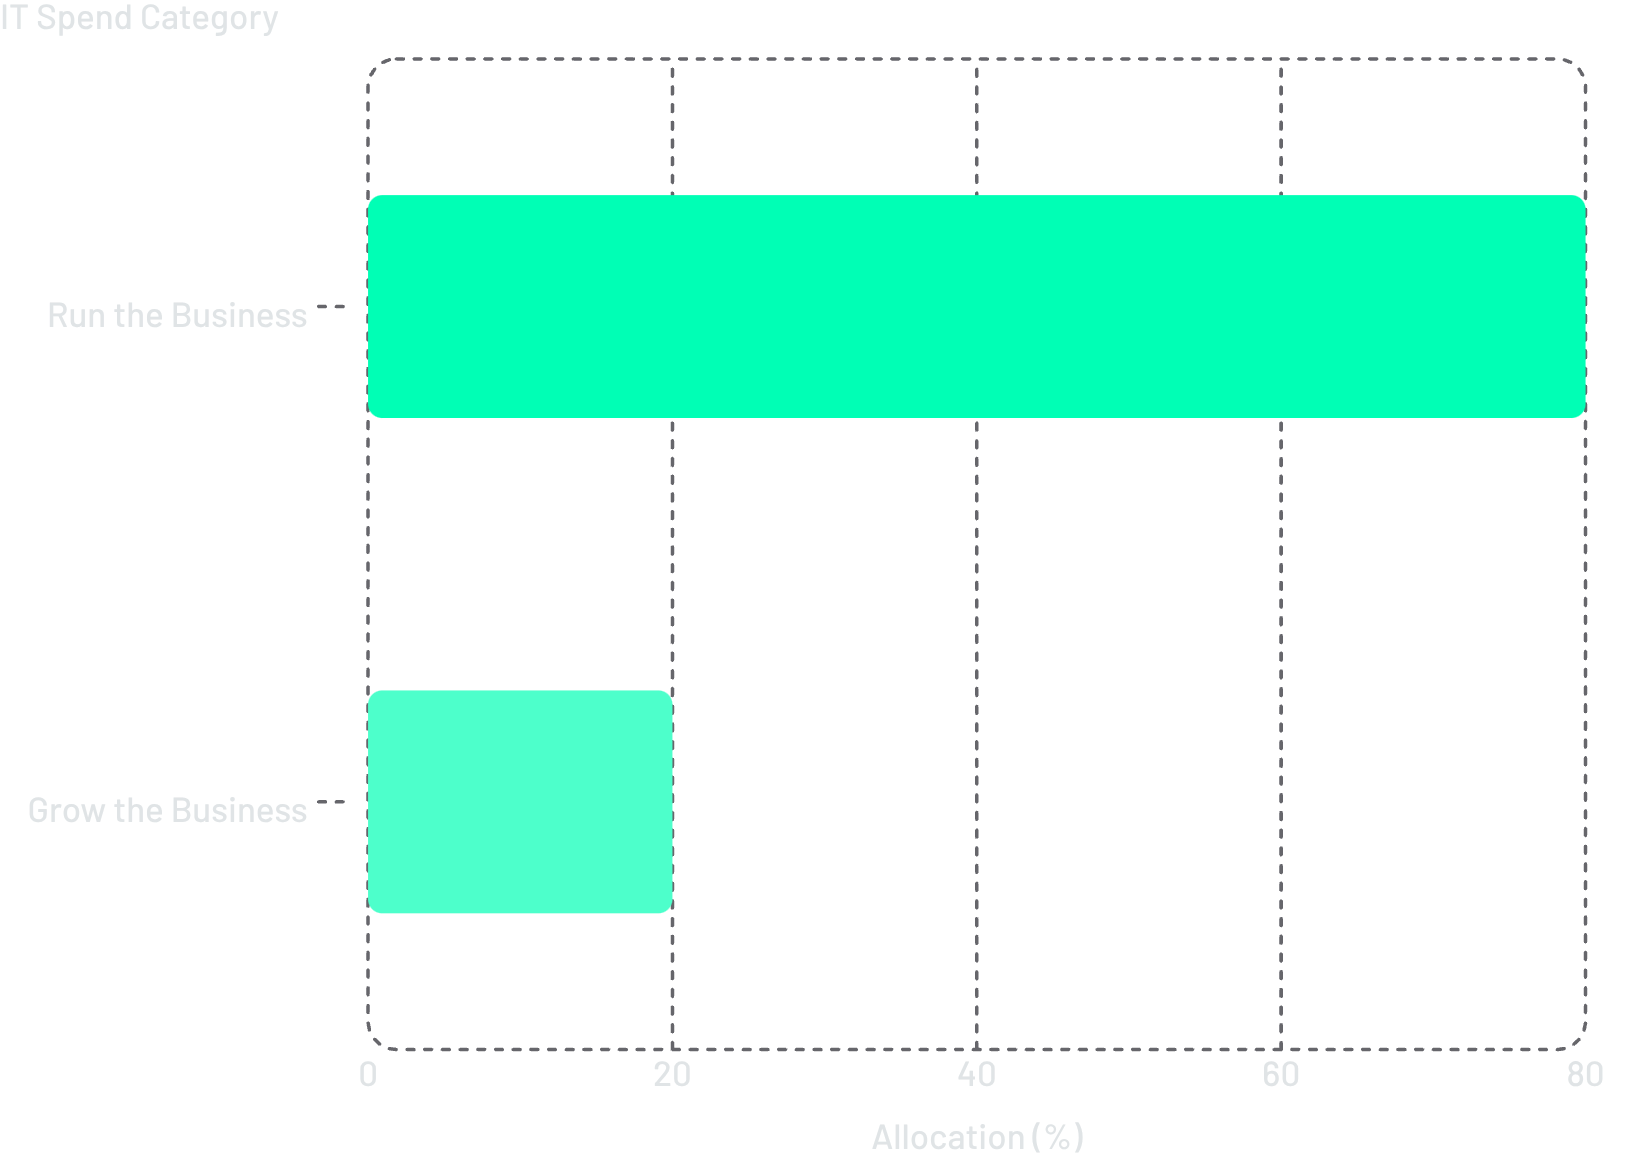 IT Spend Category
Run the Business
Grow the Business
0 20 40 60 80
Allocation (%)